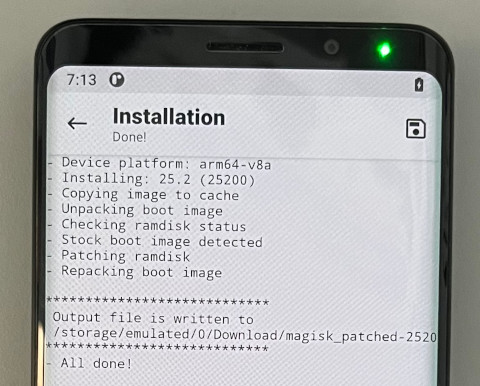 7:13
Installation
Done!
- Device platform: arm64-v8a
- Installing: 25.2 (25200)
- Copying image to cache
- Unpacking boot image
- Checking ramdisk status
- Stock boot image detected
- Patching ramdisk
- Repacking boot image
****************************
Output file is written to
/storage/emulated/0/Download/magisk_patched-2520
****************************
- All done!